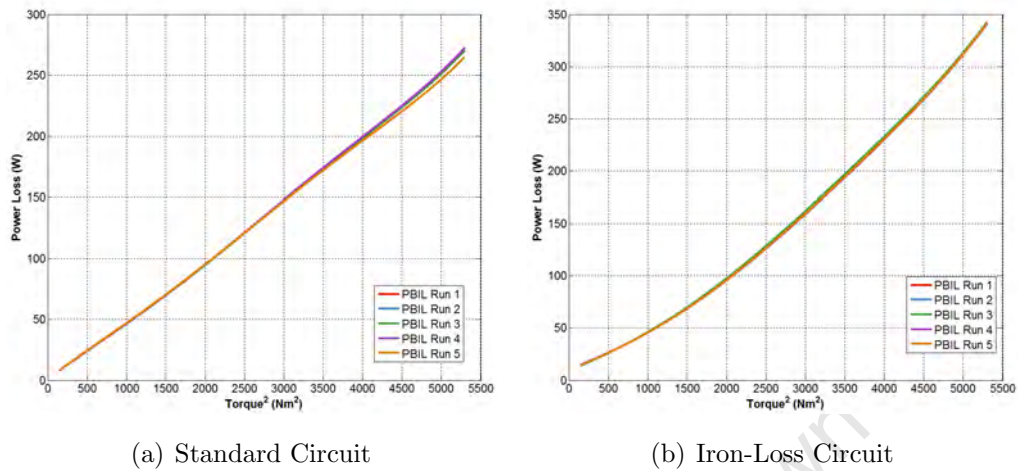 300
250
200
150
100
50
0
Power Loss (W)
0 500 1000 1500 2000 2500 3000 3500 4000 4500 5000 5500
Torque² (Nm²)
PBIL Run 1
PBIL Run 2
PBIL Run 3
PBIL Run 4
PBIL Run 5
(a) Standard Circuit
350
300
250
200
150
100
50
0
Power Loss (W)
0 500 1000 1500 2000 2500 3000 3500 4000 4500 5000 5500
Torque² (Nm²)
PBIL Run 1
PBIL Run 2
PBIL Run 3
PBIL Run 4
PBIL Run 5
(b) Iron-Loss Circuit